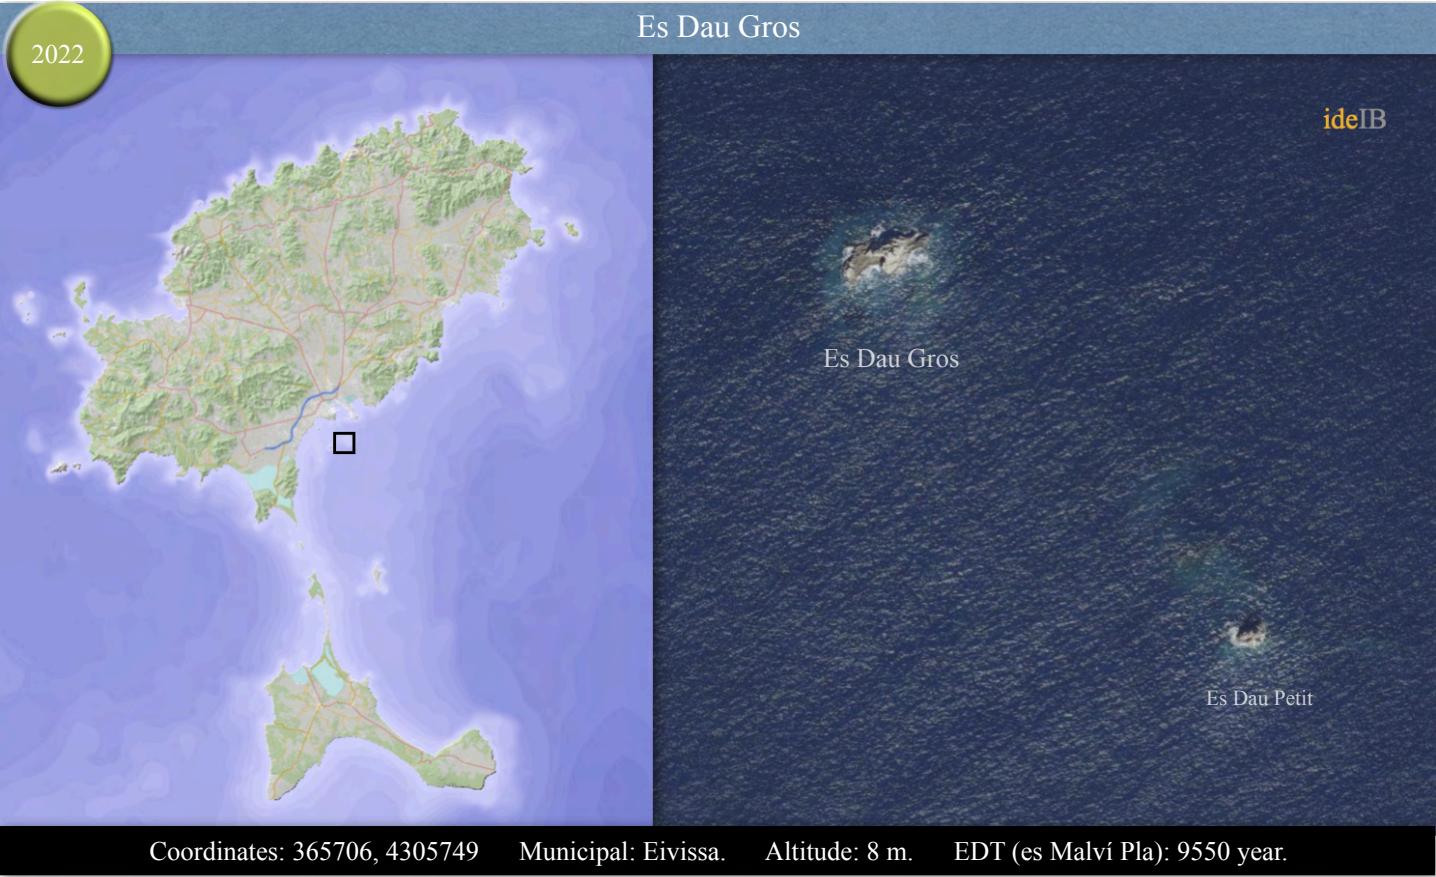 Es Dau Gros
2022
ideIB
Es Dau Gros
Es Dau Petit
Coordinates: 365706, 4305749 Municipal: Eivissa. Altitude: 8 m. EDT (es Malví Pla): 9550 year.